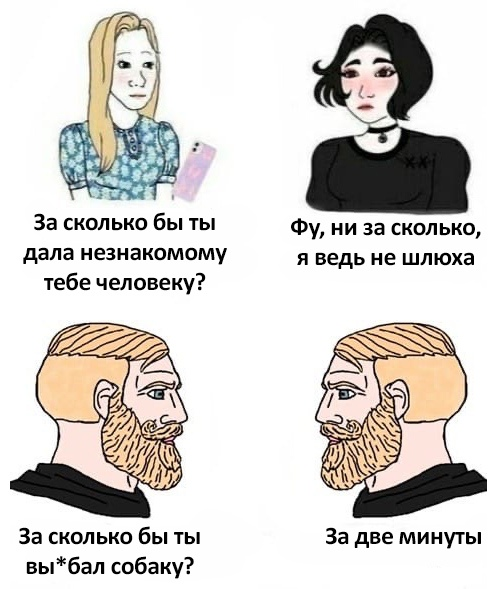 За сколько бы ты
дала незнакомому
тебе человеку?
Фу, ни за сколько,
я ведь не шлюха
За сколько бы ты
вы*бал собаку?
За две минуты